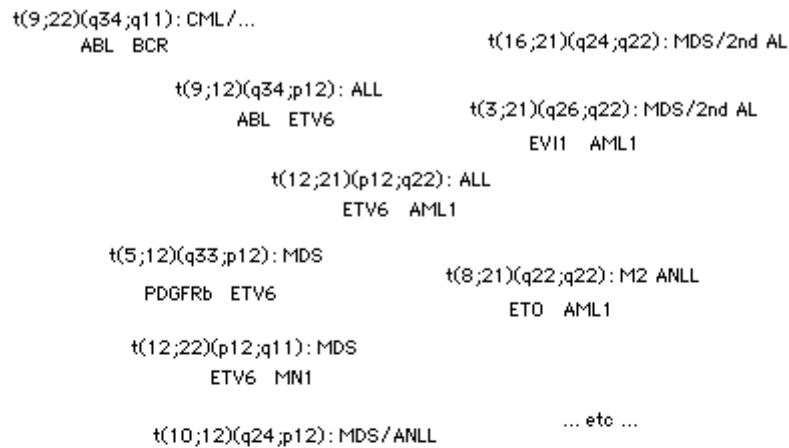 t(9;22)(q34;q11): CML/...
ABL BCR
t(16;21)(q24;q22): MDS/2nd AL
t(9;12)(q34;p12): ALL
ABL ETV6
t(3;21)(q26;q22): MDS/2nd AL
EVI1 AML1
t(12;21)(p12;q22): ALL
ETV6 AML1
t(5;12)(q33;p12): MDS
PDGFRb ETV6
t(8;21)(q22;q22): M2 ANLL
ETO AML1
t(12;22)(p12;q11): MDS
ETV6 MN1
... etc ...
t(10;12)(q24;p12): MDS/ANLL